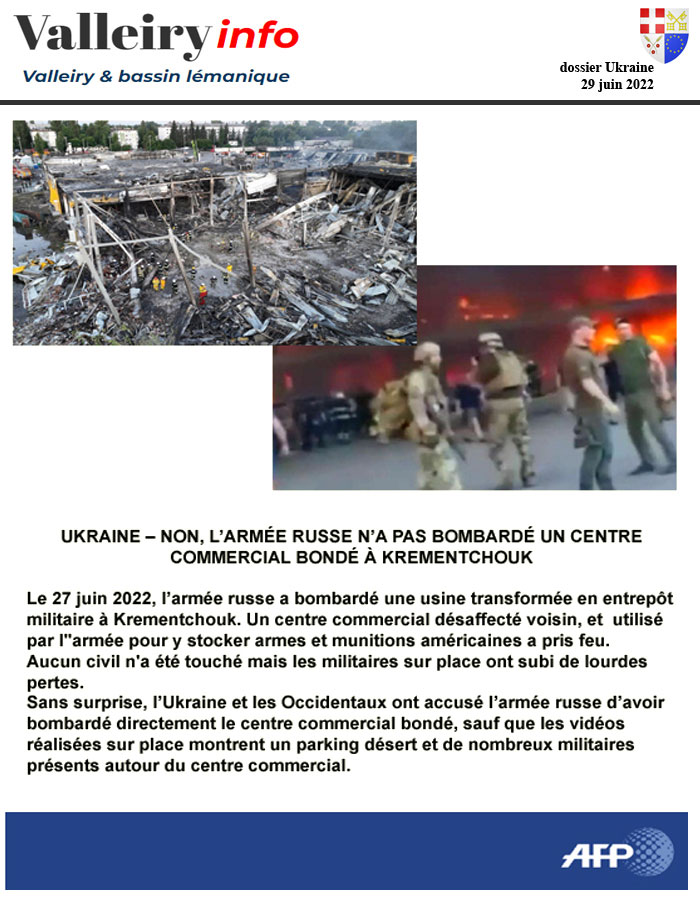 Valleiry info
Valleiry & bassin lémanique
dossier Ukraine
29 juin 2022
UKRAINE – NON, L’ARMÉE RUSSE N’A PAS BOMBARDÉ UN CENTRE
COMMERCIAL BONDÉ À KREMENTCHOUK
Le 27 juin 2022, l’armée russe a bombardé une usine transformée en entrepôt
militaire à Krementchouk. Un centre commercial désaffecté voisin, et utilisé
par l"armée pour y stocker armes et munitions américaines a pris feu.
Aucun civil n'a été touché mais les militaires sur place ont subi de lourdes
pertes.
Sans surprise, l’Ukraine et les Occidentaux ont accusé l’armée russe d’avoir
bombardé directement le centre commercial bondé, sauf que les vidéos
réalisées sur place montrent un parking désert et de nombreux militaires
présents autour du centre commercial.
AFP